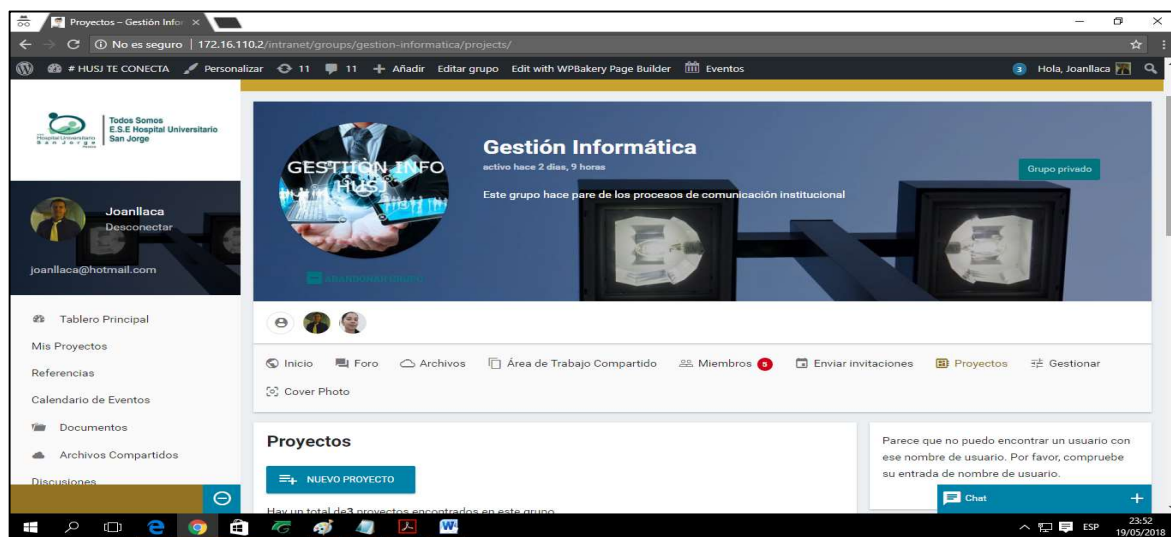 Proyectos – Gestión Infor
No es seguro | 172.16.110.2/intranet/groups/gestion-informatica/projects/
# HUSJ TE CONECTA Personalizar 11 11 + Añadir Editar grupo Edit with WPBakery Page Builder Eventos 3 Hola, Joanllaca
Todos Somos
E.S.E Hospital Universitario
San Jorge
Joanllaca
Desconectar
joanllaca@hotmail.com
Tablero Principal
Mis Proyectos
Referencias
Calendario de Eventos
Documentos
Archivos Compartidos
Discusiones
GESTIIÒN INFO
HUSJ
Gestión Informática
activo hace 2 días, 9 horas
Este grupo hace pare de los procesos de comunicación institucional
Grupo privado
Inicio Foro Archivos Área de Trabajo Compartido Miembros 5 Enviar invitaciones Proyectos Gestionar
Cover Photo
Proyectos
NUEVO PROYECTO
Hay un total de3 proyectos encontrados en este grupo
Parece que no puedo encontrar un usuario con
ese nombre de usuario. Por favor, compruebe
su entrada de nombre de usuario.
Chat +
ESP
23:52
19/05/2018